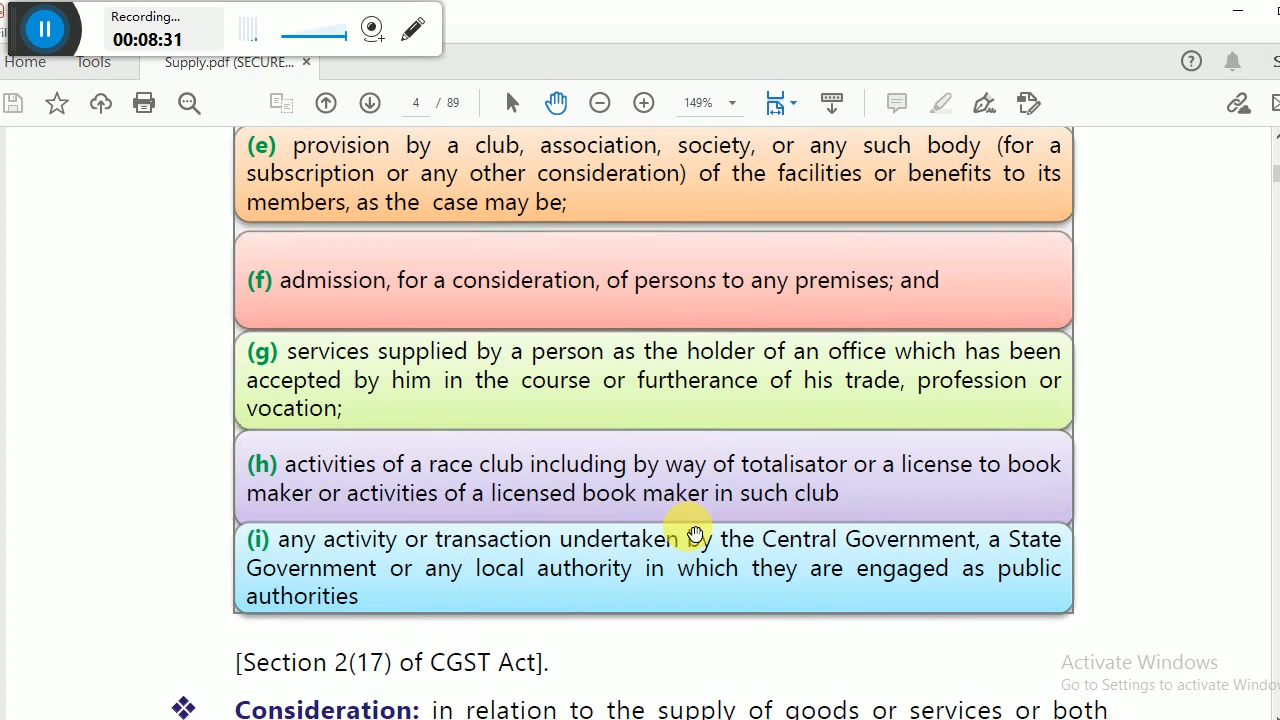 Recording...
00:08:31
Home Tools Supply.pdf (SECURE... ×
4 / 89 149%
(e) provision by a club, association, society, or any such body (for a
subscription or any other consideration) of the facilities or benefits to its
members, as the case may be;
(f) admission, for a consideration, of persons to any premises; and
(g) services supplied by a person as the holder of an office which has been
accepted by him in the course or furtherance of his trade, profession or
vocation;
(h) activities of a race club including by way of totalisator or a license to book
maker or activities of a licensed book maker in such club
(i) any activity or transaction undertaken by the Central Government, a State
Government or any local authority in which they are engaged as public
authorities
[Section 2(17) of CGST Act].
Activate Windows
Go to Settings to activate Windo
❖ Consideration: in relation to the supply of goods or services or both